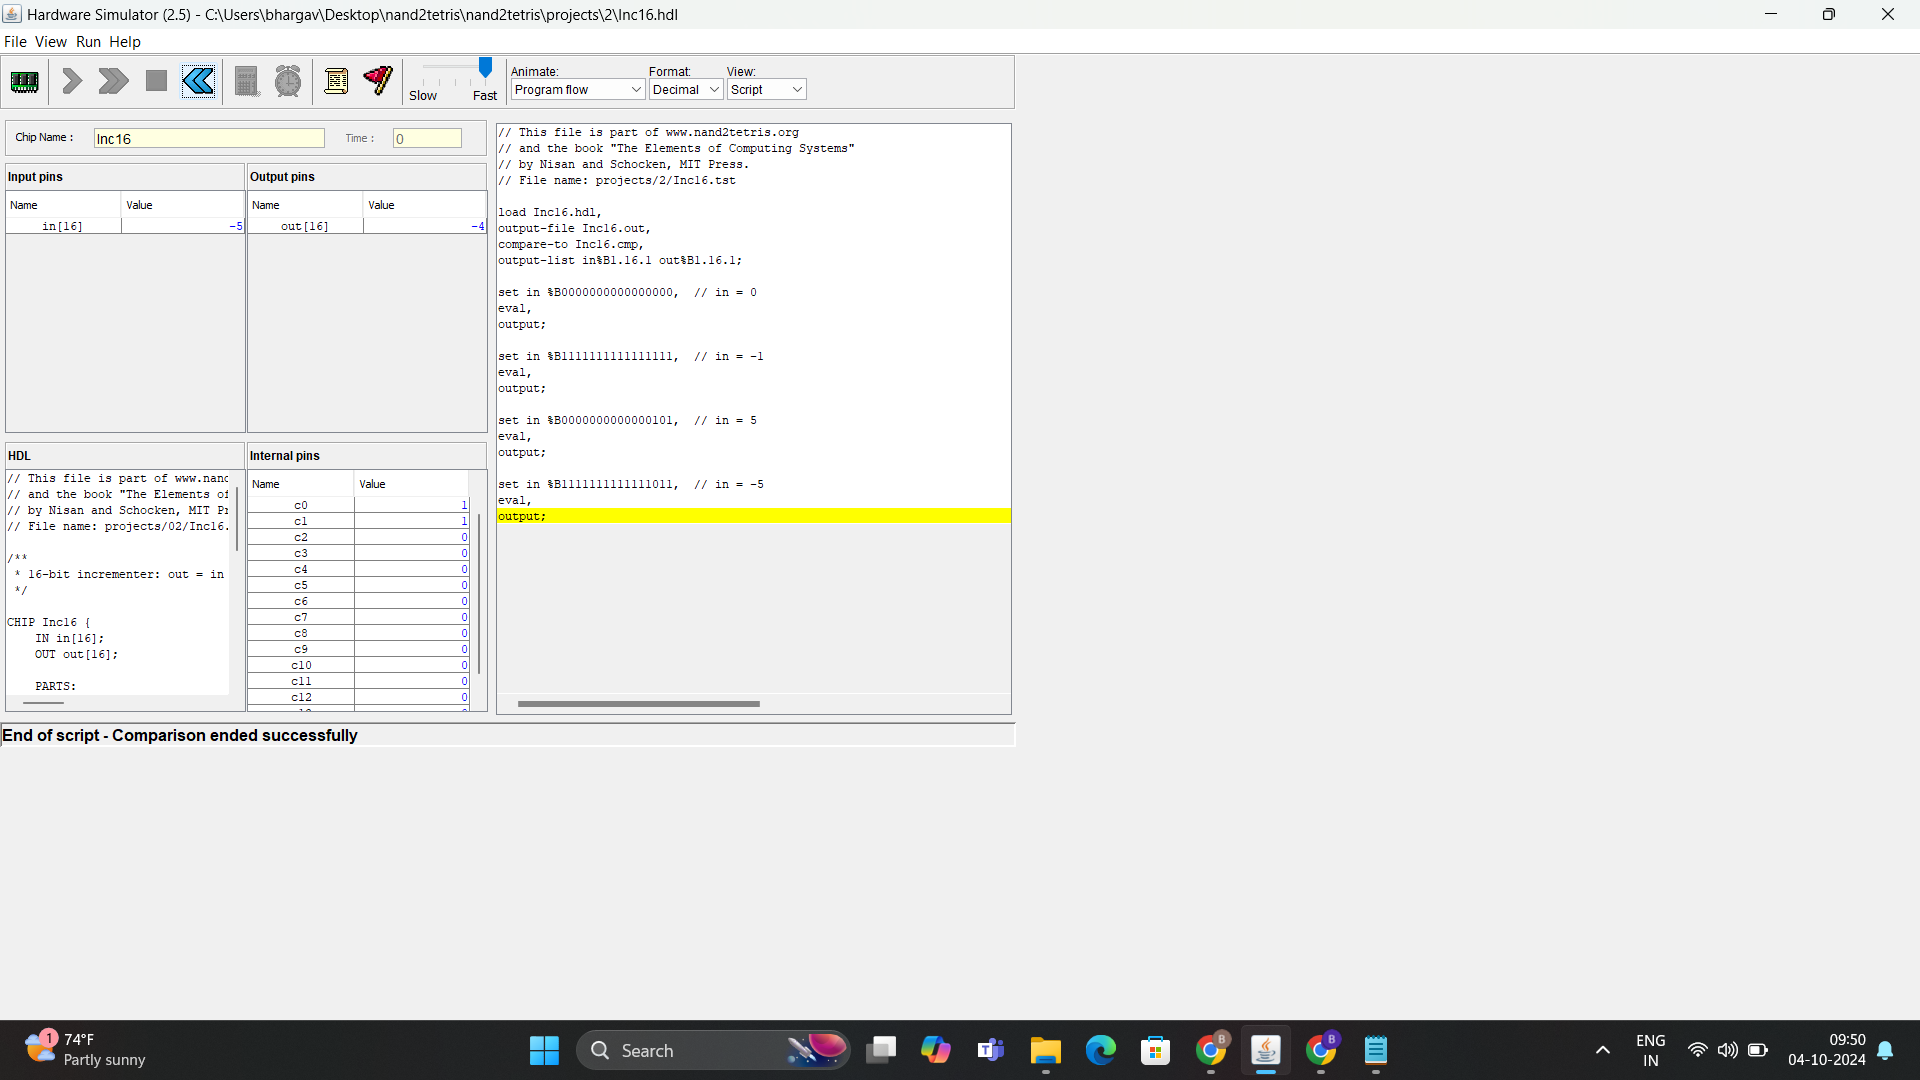 Hardware Simulator (2.5) - C:\Users\bhargav\Desktop\nand2tetris\nand2tetris\projects\2\Inc16.hdl
File View Run Help
Slow Fast
Animate: Format: View:
Program flow Decimal Script
Chip Name : Inc16 Time : 0
Input pins
Name Value
in[16] -5
Output pins
Name Value
out[16] -4
HDL
// This file is part of www.nand
// and the book "The Elements of
// by Nisan and Schocken, MIT Pr
// File name: projects/02/Inc16.
/**
* 16-bit incrementer: out = in
*/
CHIP Inc16 {
IN in[16];
OUT out[16];
PARTS:
Internal pins
Name Value
c0 1
c1 1
c2 0
c3 0
c4 0
c5 0
c6 0
c7 0
c8 0
c9 0
c10 0
c11 0
c12 0
// This file is part of www.nand2tetris.org
// and the book "The Elements of Computing Systems"
// by Nisan and Schocken, MIT Press.
// File name: projects/2/Inc16.tst
load Inc16.hdl,
output-file Inc16.out,
compare-to Inc16.cmp,
output-list in%B1.16.1 out%B1.16.1;
set in %B0000000000000000,  // in = 0
eval,
output;
set in %B1111111111111111,  // in = -1
eval,
output;
set in %B0000000000000101,  // in = 5
eval,
output;
set in %B1111111111111011,  // in = -5
eval,
output;
End of script - Comparison ended successfully
1
74°F
Partly sunny
Search
B
B
ENG
IN
09:50
04-10-2024